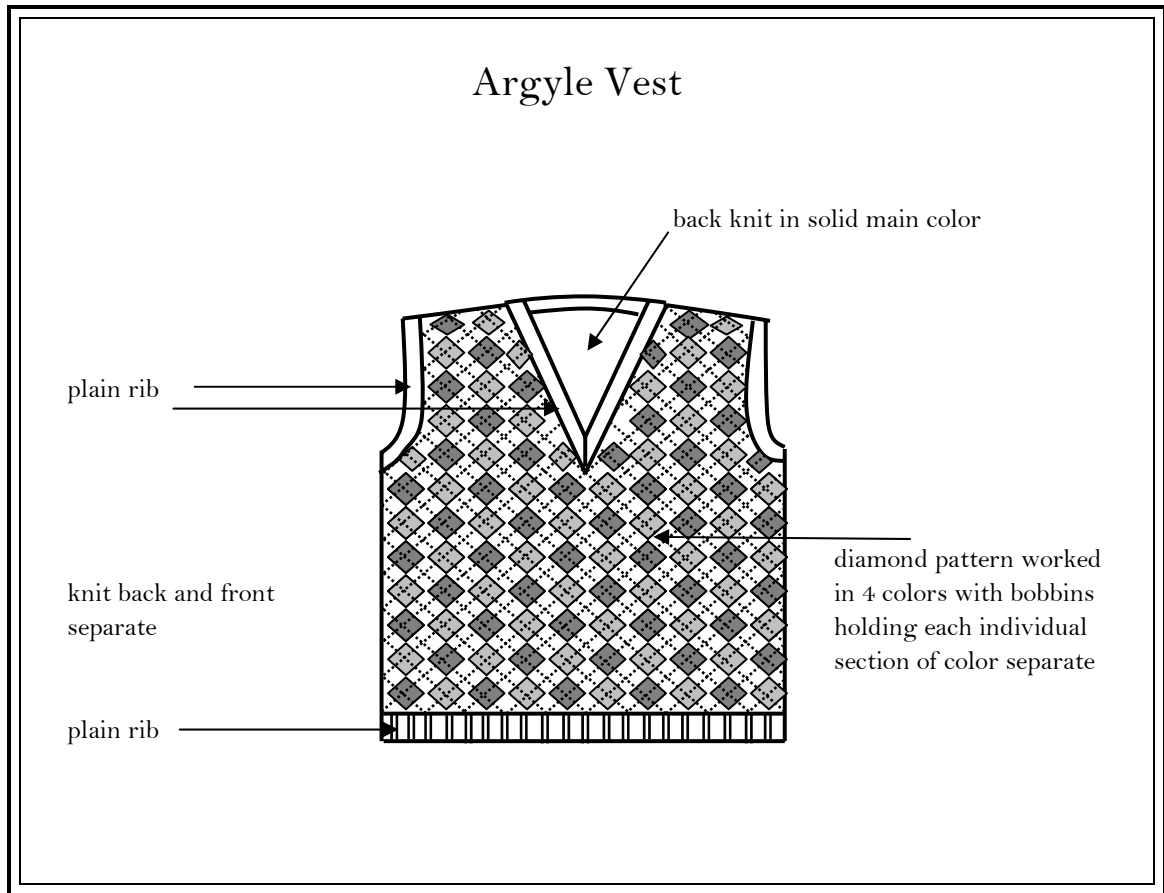 Argyle Vest
back knit in solid main color
plain rib
diamond pattern worked
in 4 colors with bobbins
holding each individual
section of color separate
knit back and front
separate
plain rib